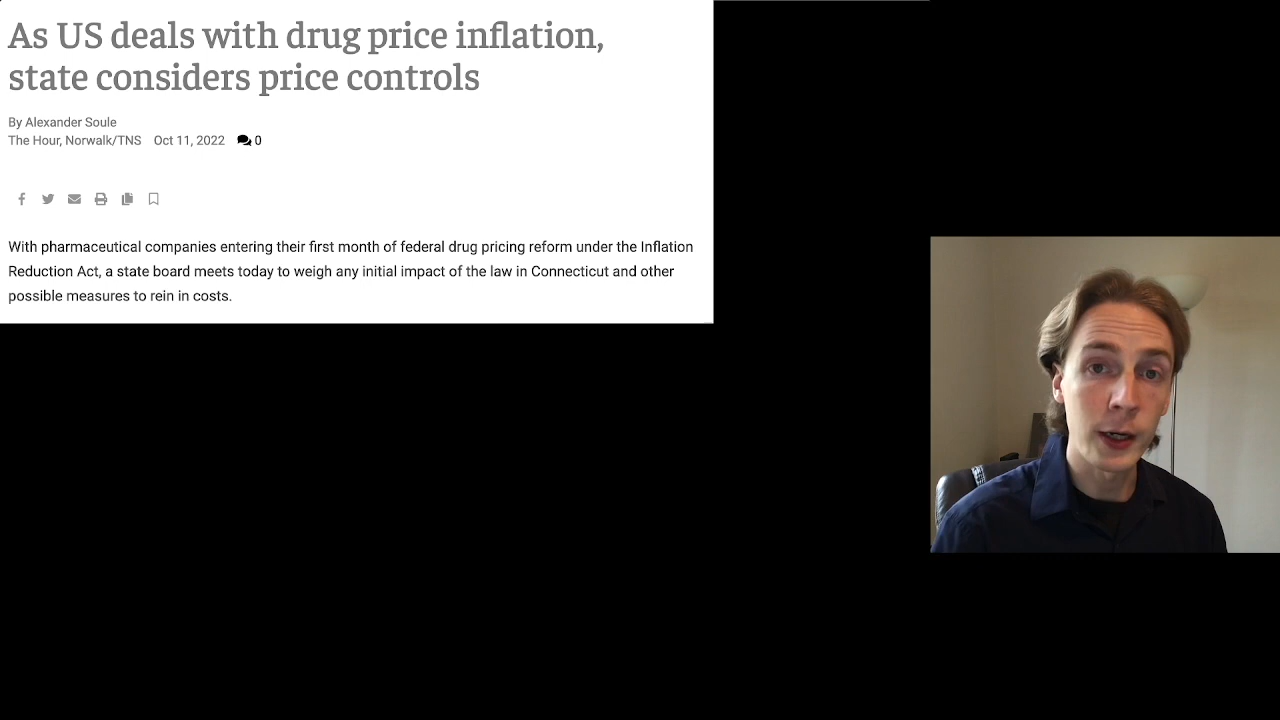 As US deals with drug price inflation,
state considers price controls
By Alexander Soule
The Hour, Norwalk/TNS Oct 11, 2022 0
With pharmaceutical companies entering their first month of federal drug pricing reform under the Inflation
Reduction Act, a state board meets today to weigh any initial impact of the law in Connecticut and other
possible measures to rein in costs.